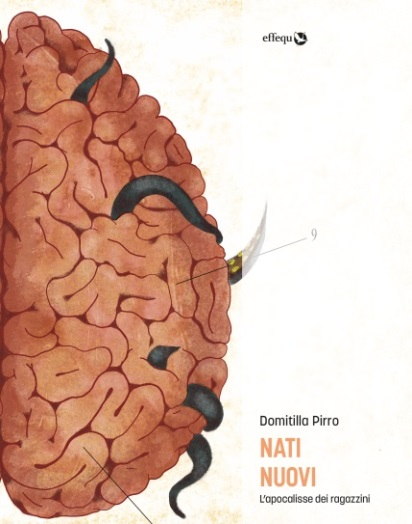 effequ
9
Domitilla Pirro
NATI
NUOVI
L'apocalisse dei ragazzini